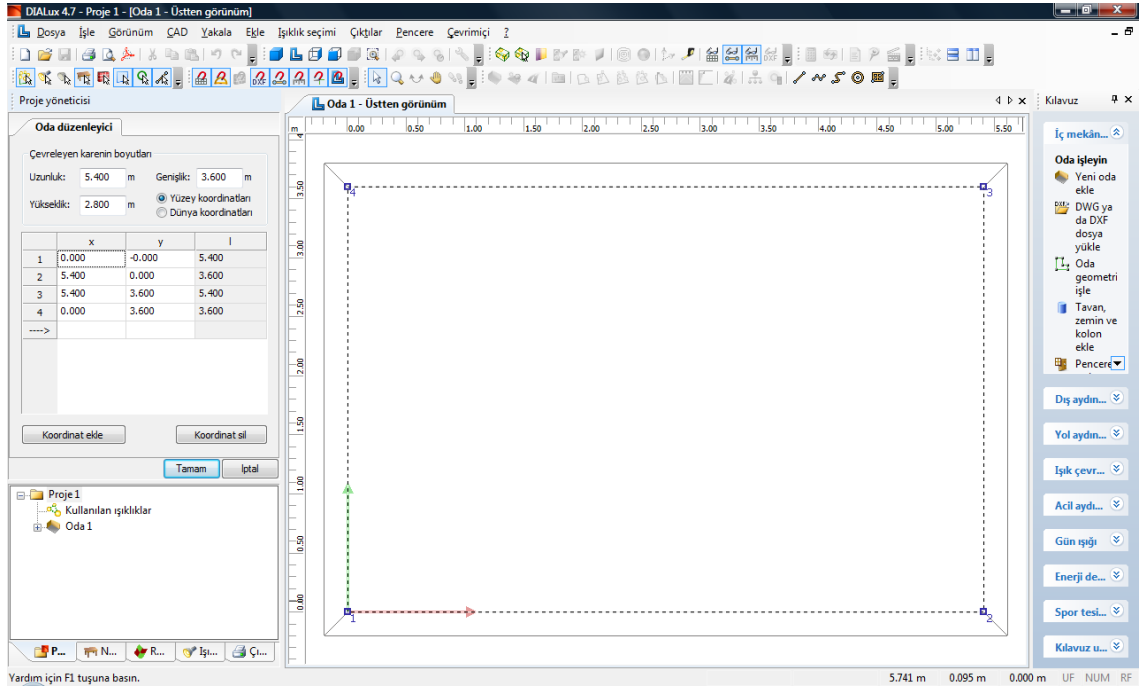 DIALux 4.7 - Proje 1 - [Oda 1 - Üstten görünüm]
Dosya İşle Görünüm CAD Yakala Ekle Işıklık seçimi Çıktılar Pencere Çevrimiçi ?
Proje yöneticisi
Oda düzenleyici
Çevreleyen karenin boyutları
Uzunluk: 5.400 m Genişlik: 3.600 m
Yükseklik: 2.800 m
Yüzey koordinatları
Dünya koordinatları
x y l
1 0.000 -0.000 5.400
2 5.400 0.000 3.600
3 5.400 3.600 5.400
4 0.000 3.600 3.600
---->
Koordinat ekle Koordinat sil
Tamam Iptal
Proje 1
Kullanılan ışıklıklar
Oda 1
P... N... R... Işı... Çı...
Oda 1 - Üstten görünüm
m 0.00 0.50 1.00 1.50 2.00 2.50 3.00 3.50 4.00 4.50 5.00 5.50
4
3.50
3.00
2.50
2.00
1.50
1.00
0.50
0.00
4 3
1 2
Kılavuz
İç mekân...
Oda işleyin
Yeni oda
ekle
DWG ya
da DXF
dosya
yükle
Oda
geometri
işle
Tavan,
zemin ve
kolon
ekle
Pencere
Dış aydın...
Yol aydın...
Işık çevr...
Acil aydı...
Gün ışığı
Enerji de...
Spor tesi...
Kılavuz u...
Yardım için F1 tuşuna basın. 5.741 m 0.095 m 0.000 m UF NUM RF